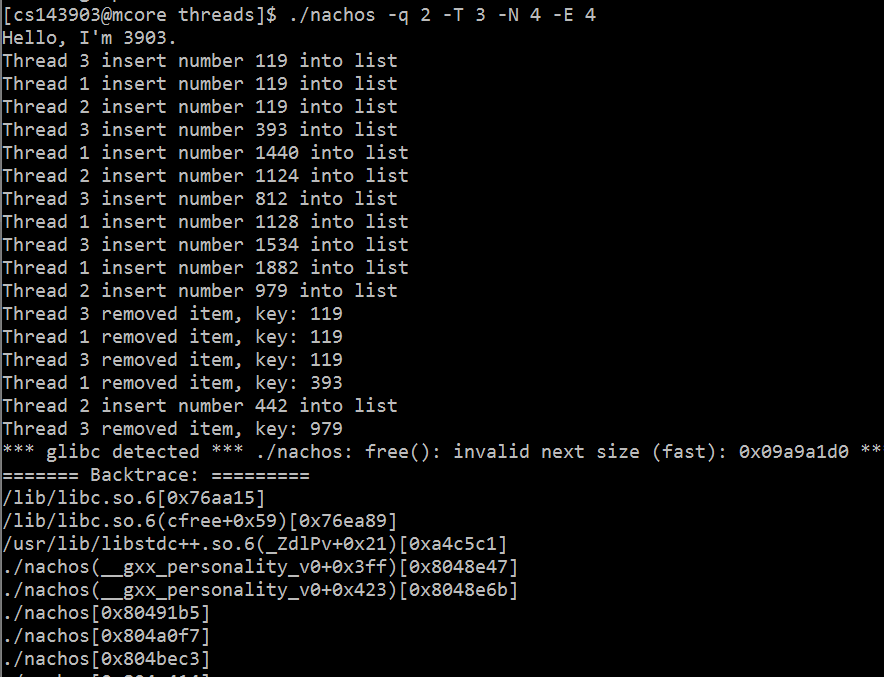 [cs143903@mcore threads]$ ./nachos -q 2 -T 3 -N 4 -E 4
Hello, I'm 3903.
Thread 3 insert number 119 into list
Thread 1 insert number 119 into list
Thread 2 insert number 119 into list
Thread 3 insert number 393 into list
Thread 1 insert number 1440 into list
Thread 2 insert number 1124 into list
Thread 3 insert number 812 into list
Thread 1 insert number 1128 into list
Thread 3 insert number 1534 into list
Thread 1 insert number 1882 into list
Thread 2 insert number 979 into list
Thread 3 removed item, key: 119
Thread 1 removed item, key: 119
Thread 3 removed item, key: 119
Thread 1 removed item, key: 393
Thread 2 insert number 442 into list
Thread 3 removed item, key: 979
*** glibc detected *** ./nachos: free(): invalid next size (fast): 0x09a9a1d0 **
======= Backtrace: =========
/lib/libc.so.6[0x76aa15]
/lib/libc.so.6(cfree+0x59)[0x76ea89]
/usr/lib/libstdc++.so.6(_ZdlPv+0x21)[0xa4c5c1]
./nachos(__gxx_personality_v0+0x3ff)[0x8048e47]
./nachos(__gxx_personality_v0+0x423)[0x8048e6b]
./nachos[0x80491b5]
./nachos[0x804a0f7]
./nachos[0x804bec3]